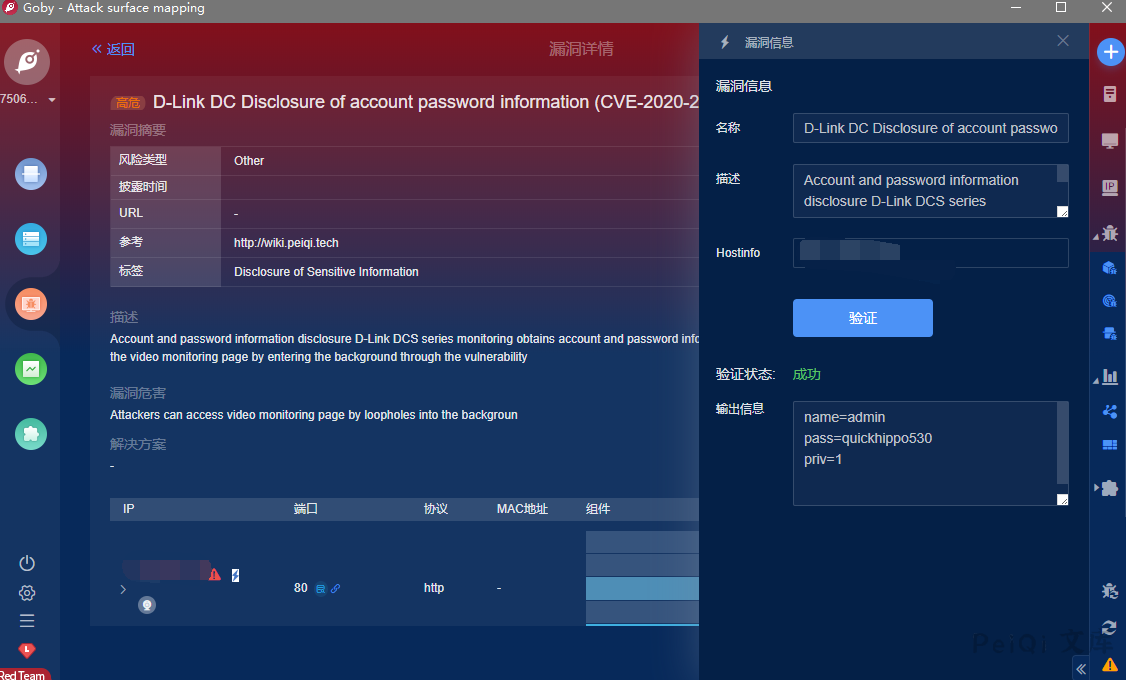 Goby - Attack surface mapping
7506...
Red Team
返回
漏洞详情
高危 D-Link DC Disclosure of account password information (CVE-2020-2
漏洞摘要
风险类型 Other
披露时间
URL -
参考 http://wiki.peiqi.tech
标签 Disclosure of Sensitive Information
描述
Account and password information disclosure D-Link DCS series monitoring obtains account and password info
the video monitoring page by entering the background through the vulnerability
漏洞危害
Attackers can access video monitoring page by loopholes into the backgroun
解决方案
-
IP 端口 协议 MAC地址 组件
80 http -
漏洞信息
漏洞信息
名称 D-Link DC Disclosure of account passwo
描述 Account and password information
disclosure D-Link DCS series
Hostinfo
验证
验证状态: 成功
输出信息 name=admin
pass=quickhippo530
priv=1
IP
PeiQi 文库